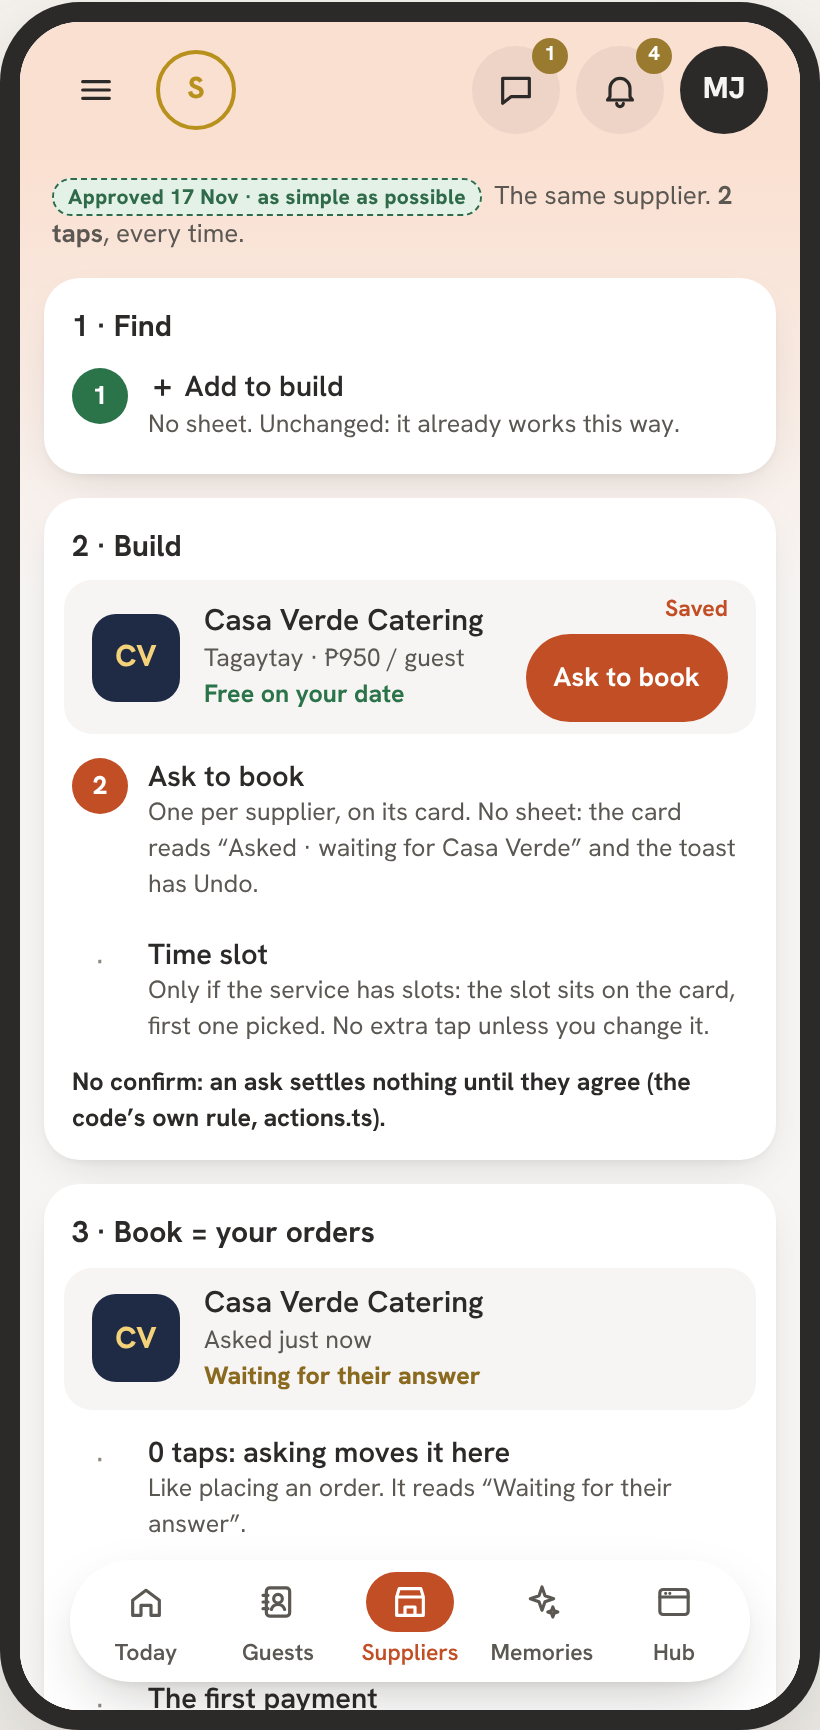 S
1
4
MJ
Approved 17 Nov · as simple as possible The same supplier. 2
taps, every time.
1 · Find
1
+ Add to build
No sheet. Unchanged: it already works this way.
2 · Build
CV
Casa Verde Catering
Tagaytay · ₱950 / guest
Free on your date
Saved
Ask to book
2
Ask to book
One per supplier, on its card. No sheet: the card
reads “Asked · waiting for Casa Verde” and the toast
has Undo.
· Time slot
Only if the service has slots: the slot sits on the card,
first one picked. No extra tap unless you change it.
No confirm: an ask settles nothing until they agree (the
code’s own rule, actions.ts).
3 · Book = your orders
CV
Casa Verde Catering
Asked just now
Waiting for their answer
· 0 taps: asking moves it here
Like placing an order. It reads “Waiting for their
answer”.
Today
Guests
Suppliers
Memories
Hub
· The first payment